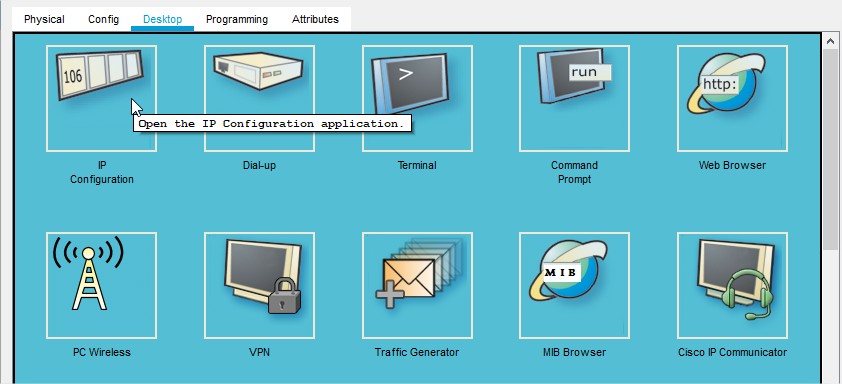 Physical Config Desktop Programming Attributes
106
>
run
http:
Open the IP Configuration application.
IP
Configuration
Dial-up
Terminal
Command
Prompt
Web Browser
MIB
PC Wireless
VPN
Traffic Generator
MIB Browser
Cisco IP Communicator